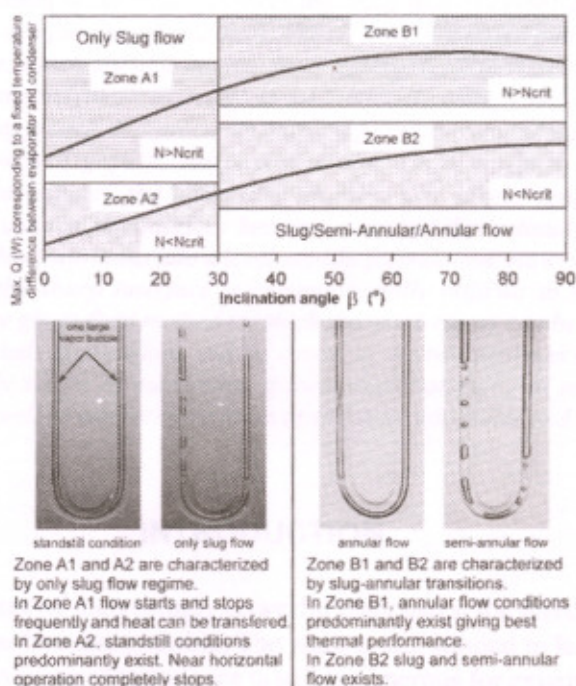 Max. Q (W) corresponding to a fixed temperature
difference between evaporator and condenser
Only Slug flow
Zone A1
N>Ncrit
Zone A2
N<Ncrit
Zone B1
N>Ncrit
Zone B2
N<Ncrit
Slug/Semi-Annular/Annular flow
0 10 20 30 40 50 60 70 80 90
Inclination angle β (°)
one large
vapor bubble
standstill condition
only slug flow
annular flow
semi-annular flow
Zone A1 and A2 are characterized
by only slug flow regime.
In Zone A1 flow starts and stops
frequently and heat can be transfered.
In Zone A2, standstill conditions
predominantly exist. Near horizontal
operation completely stops.
Zone B1 and B2 are characterized
by slug-annular transitions.
In Zone B1, annular flow conditions
predominantly exist giving best
thermal performance.
In Zone B2 slug and semi-annular
flow exists.